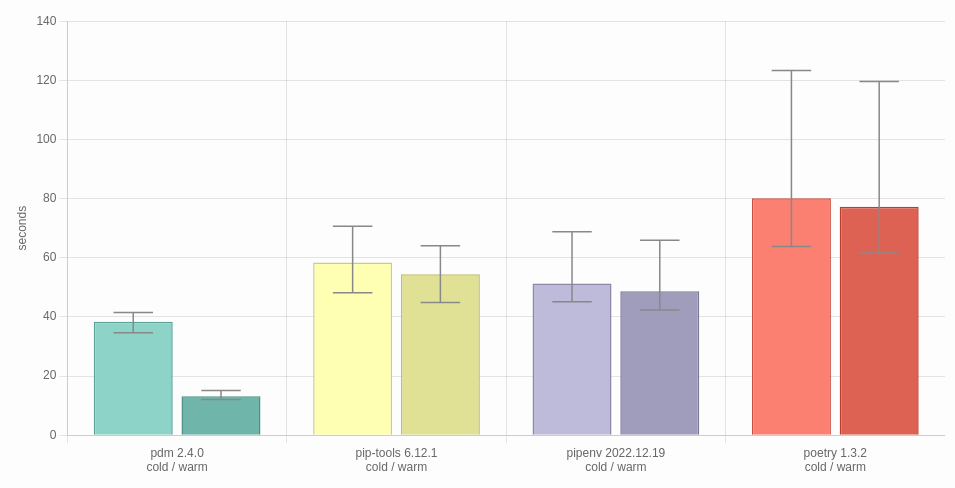 140
120
100
80
60
40
20
0
seconds
pdm 2.4.0
cold / warm
pip-tools 6.12.1
cold / warm
pipenv 2022.12.19
cold / warm
poetry 1.3.2
cold / warm